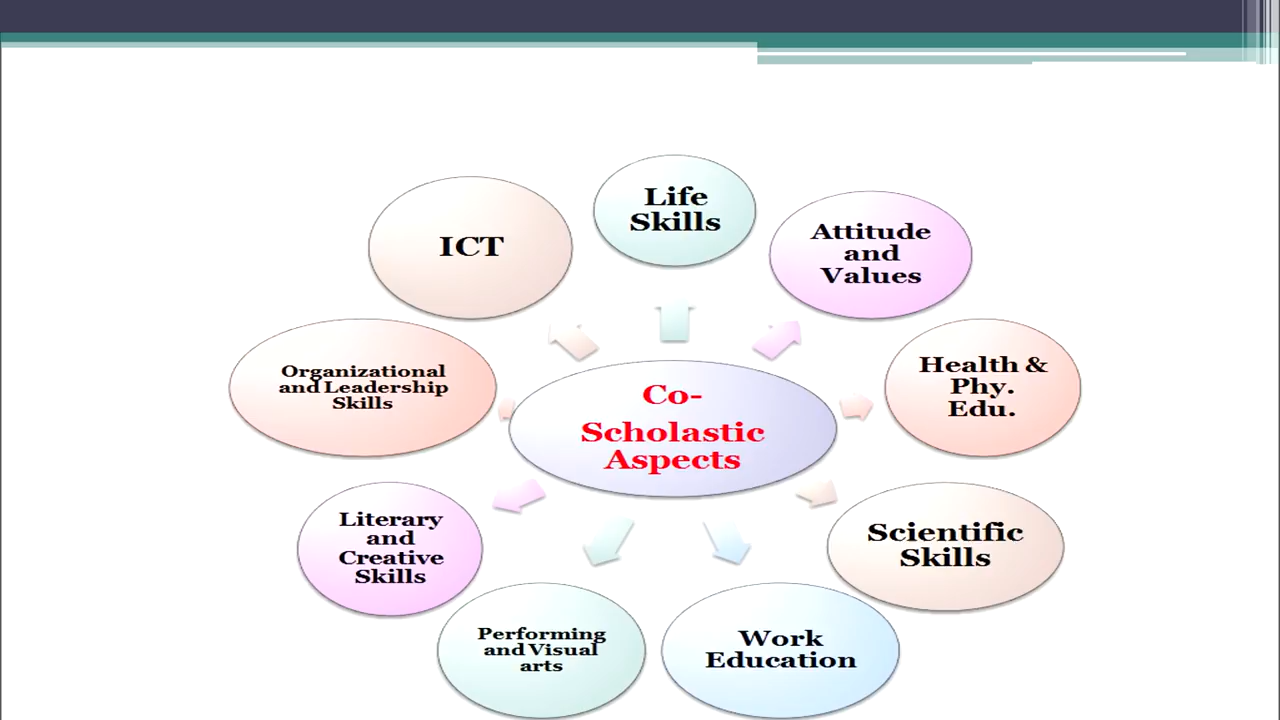 Life
Skills
Attitude
and
Values
Health &
Phy.
Edu.
Scientific
Skills
Work
Education
Performing
and Visual
arts
Literary
and
Creative
Skills
Organizational
and Leadership
Skills
ICT
Co-
Scholastic
Aspects